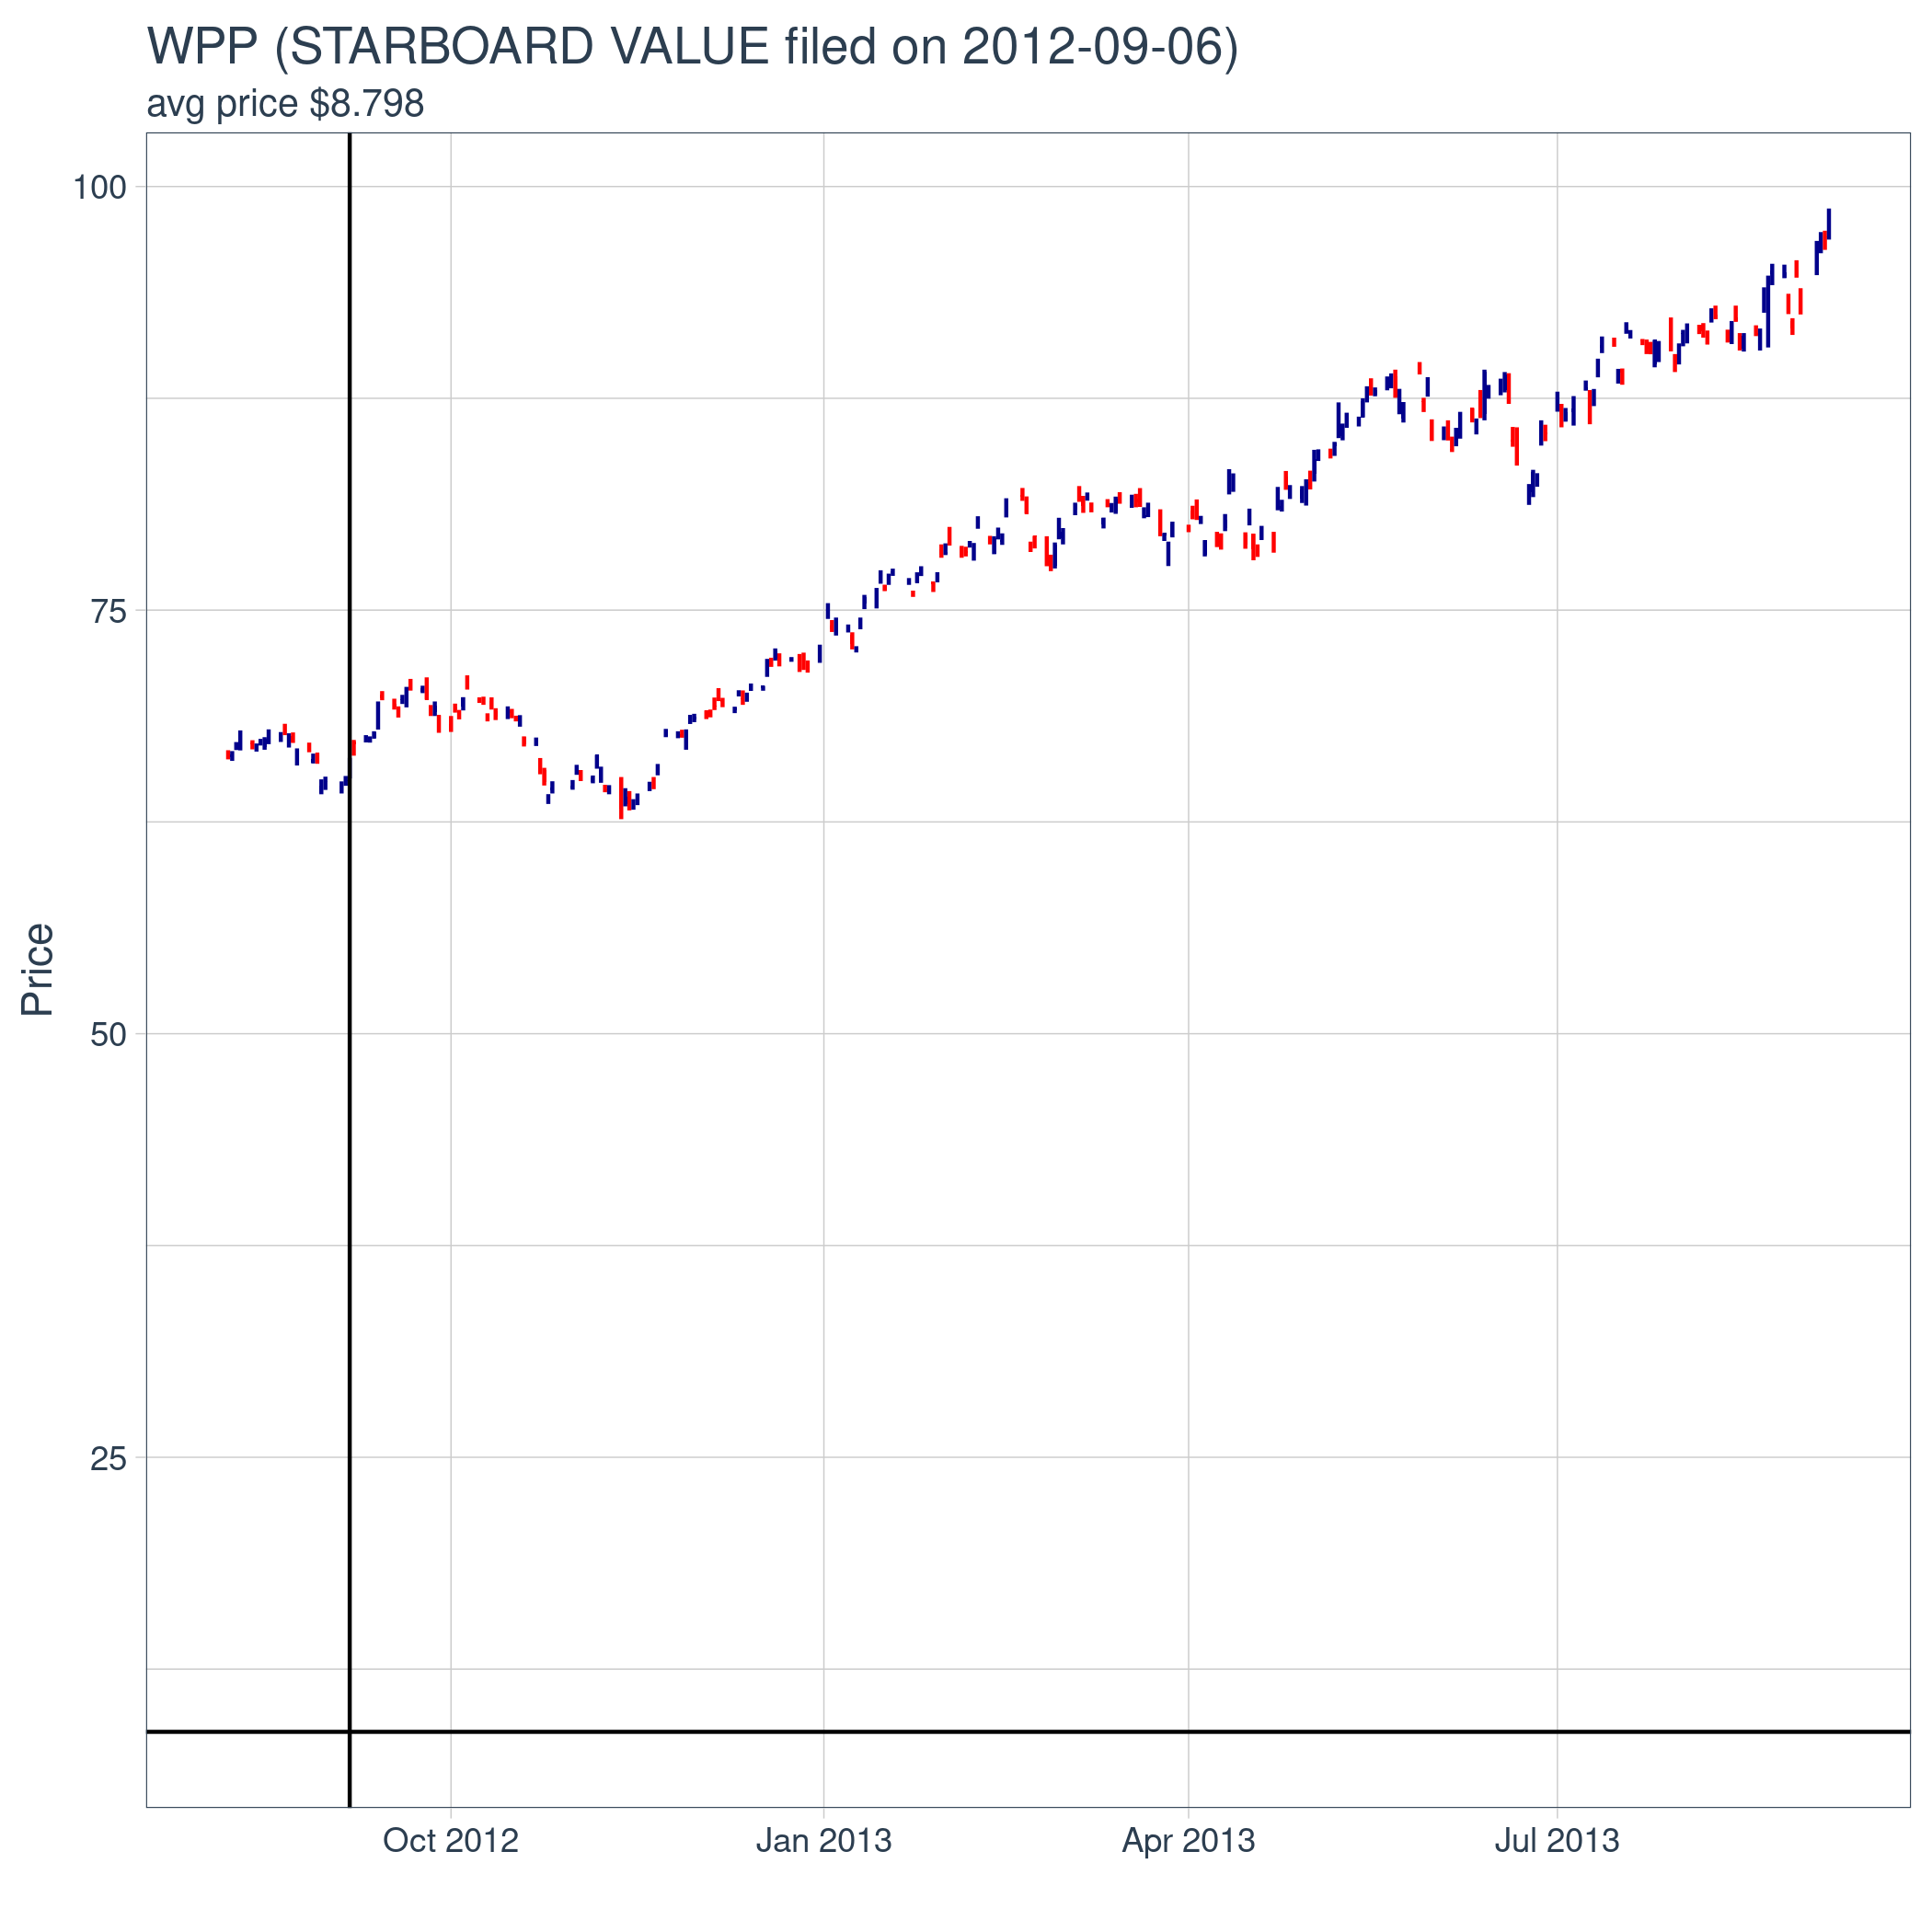 WPP (STARBOARD VALUE filed on 2012-09-06)
avg price $8.798
100
75
50
25
Price
Oct 2012
Jan 2013
Apr 2013
Jul 2013